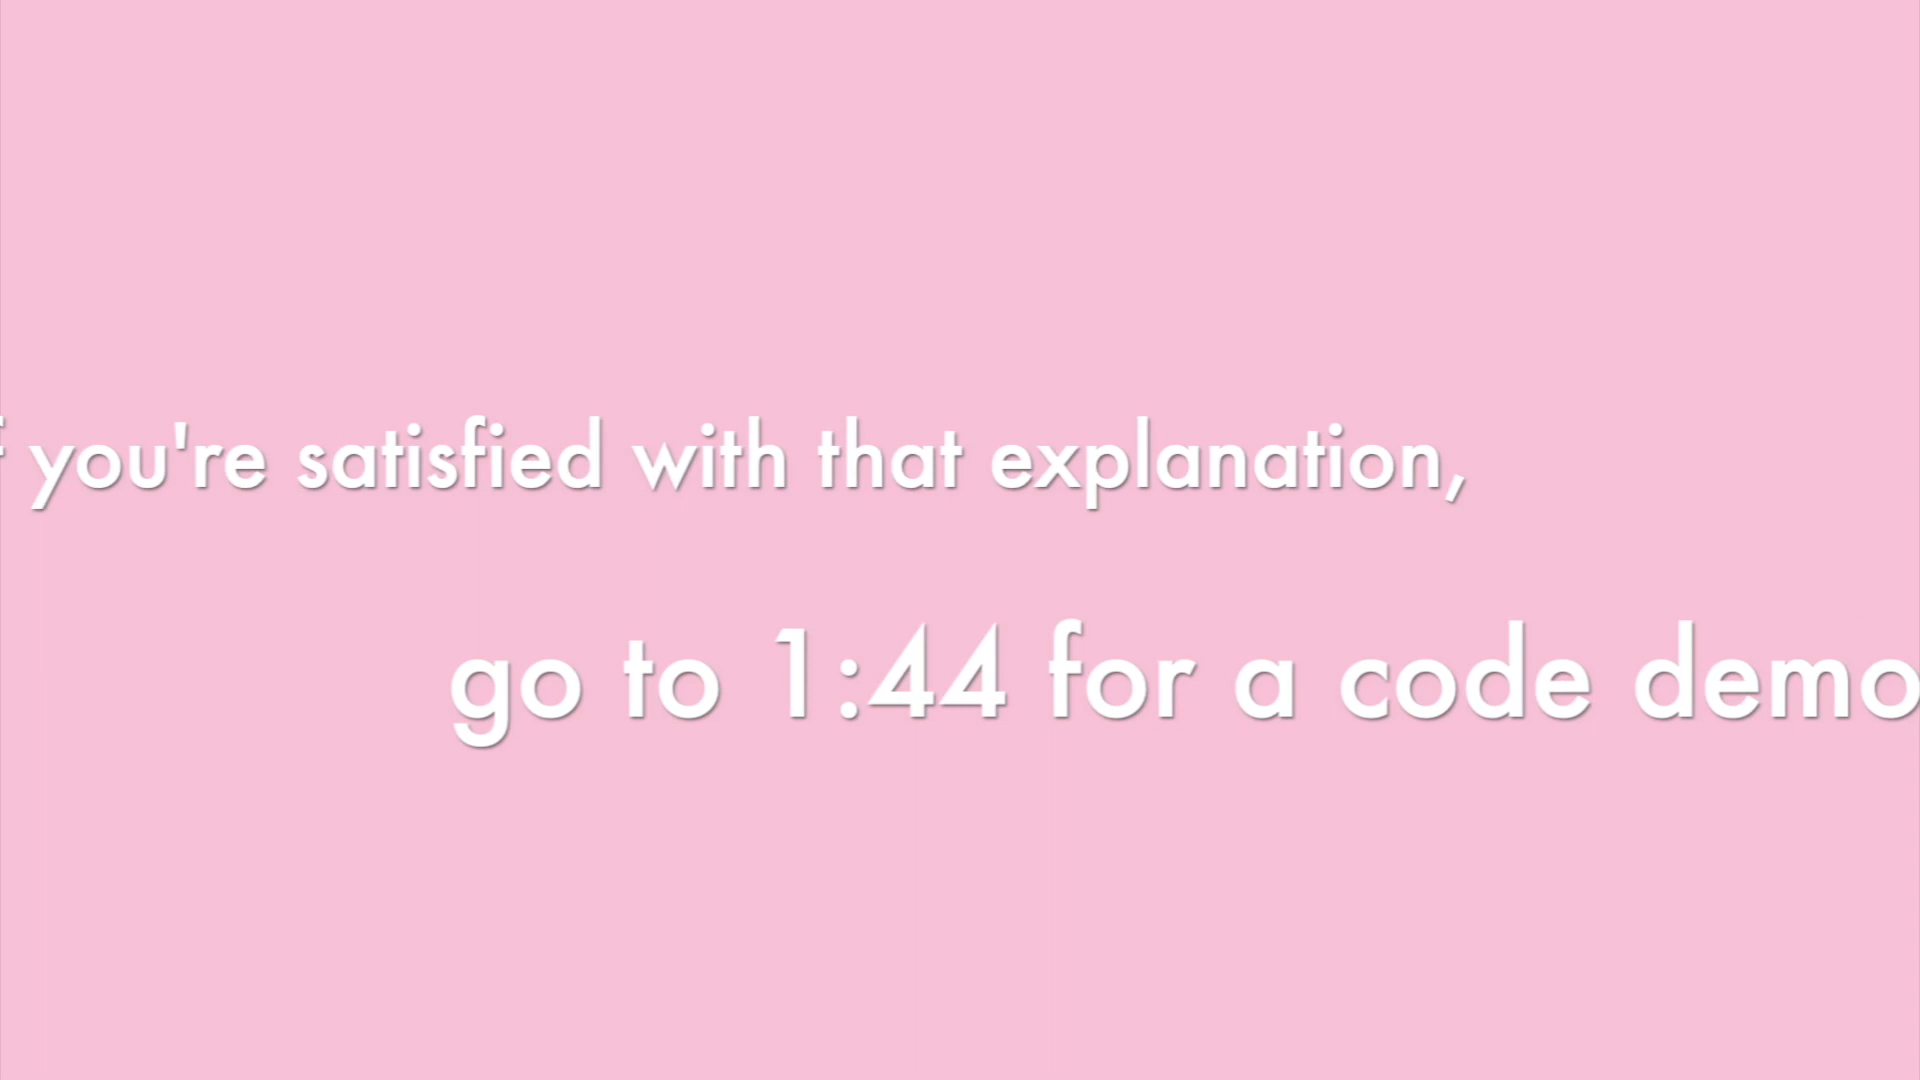 f you're satisfied with that explanation,
go to 1:44 for a code demo